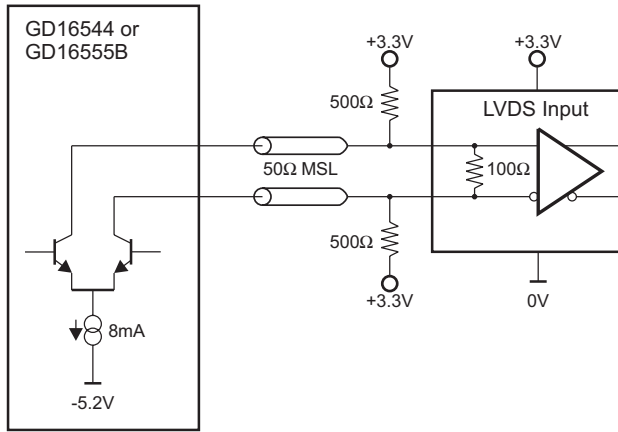 GD16544 or
GD16555B
+3.3V
+3.3V
500Ω
LVDS Input
50Ω MSL
100Ω
500Ω
+3.3V
0V
8mA
-5.2V